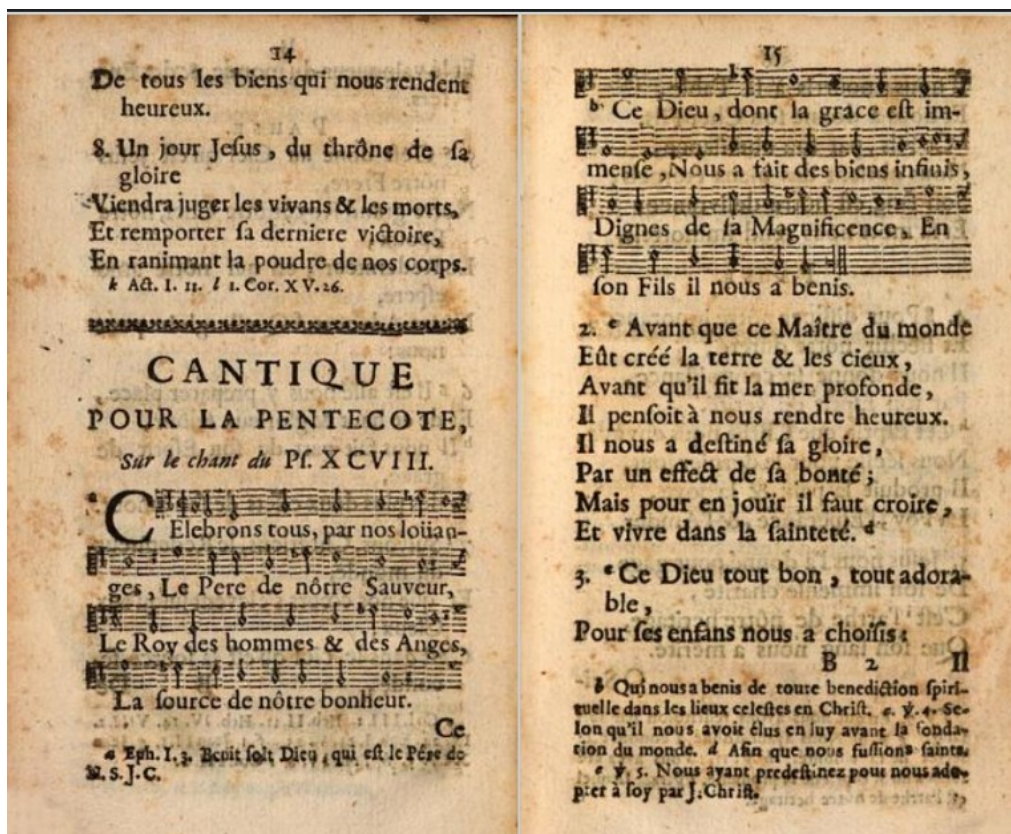 14
De tous les biens qui nous rendent
heureux.
8. Un jour Jesus, du thrône de ſa
gloire
Viendra juger les vivans & les morts,
Et remporter ſa derniere victoire,
En ranimant la poudre de nos corps.
k Act. I. 11. l 1. Cor. XV. 26.
CANTIQUE
POUR LA PENTECOTE,
Sur le chant du Pſ. XCVIII.
a CElebrons tous, par nos loüan-
ges, Le Pere de nôtre Sauveur,
Le Roy des hommes & des Anges,
La ſource de nôtre bonheur.
Ce
a Eph. I. 3. Benit ſoit Dieu, qui eſt le Pére de
N. S. J. C.
15
b Ce Dieu, dont la grace eſt im-
menſe, Nous a fait des biens infinis,
Dignes de ſa Magnificence, En
ſon Fils il nous a benis.
2. c Avant que ce Maître du monde
Eût créé la terre & les cieux,
Avant qu'il fit la mer profonde,
Il penſoit à nous rendre heureux.
Il nous a deſtiné ſa gloire,
Par un effect de ſa bonté;
Mais pour en jouïr il faut croire,
Et vivre dans la ſainteté. d
3. e Ce Dieu tout bon, tout adora-
ble,
Pour ſes enfans nous a choiſis:
B 2 Il
b Qui nous a benis de toute benediction ſpiri-
tuelle dans les lieux celeſtes en Chriſt. c. ℣. 4. Se-
lon qu'il nous avoit élus en luy avant la fonda-
tion du monde. d Afin que nous fuſſions ſaints.
e ℣. 5. Nous ayant predeſtinez pour nous ado-
pter à ſoy par J. Chriſt.